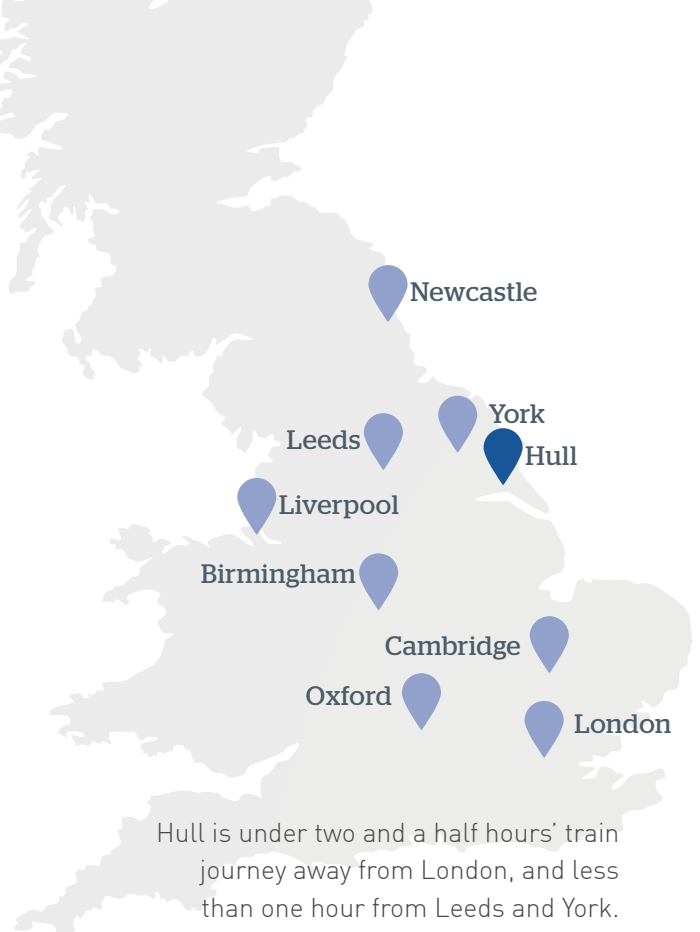 Newcastle
York
Leeds
Hull
Liverpool
Birmingham
Cambridge
Oxford
London
Hull is under two and a half hours’ train
journey away from London, and less
than one hour from Leeds and York.